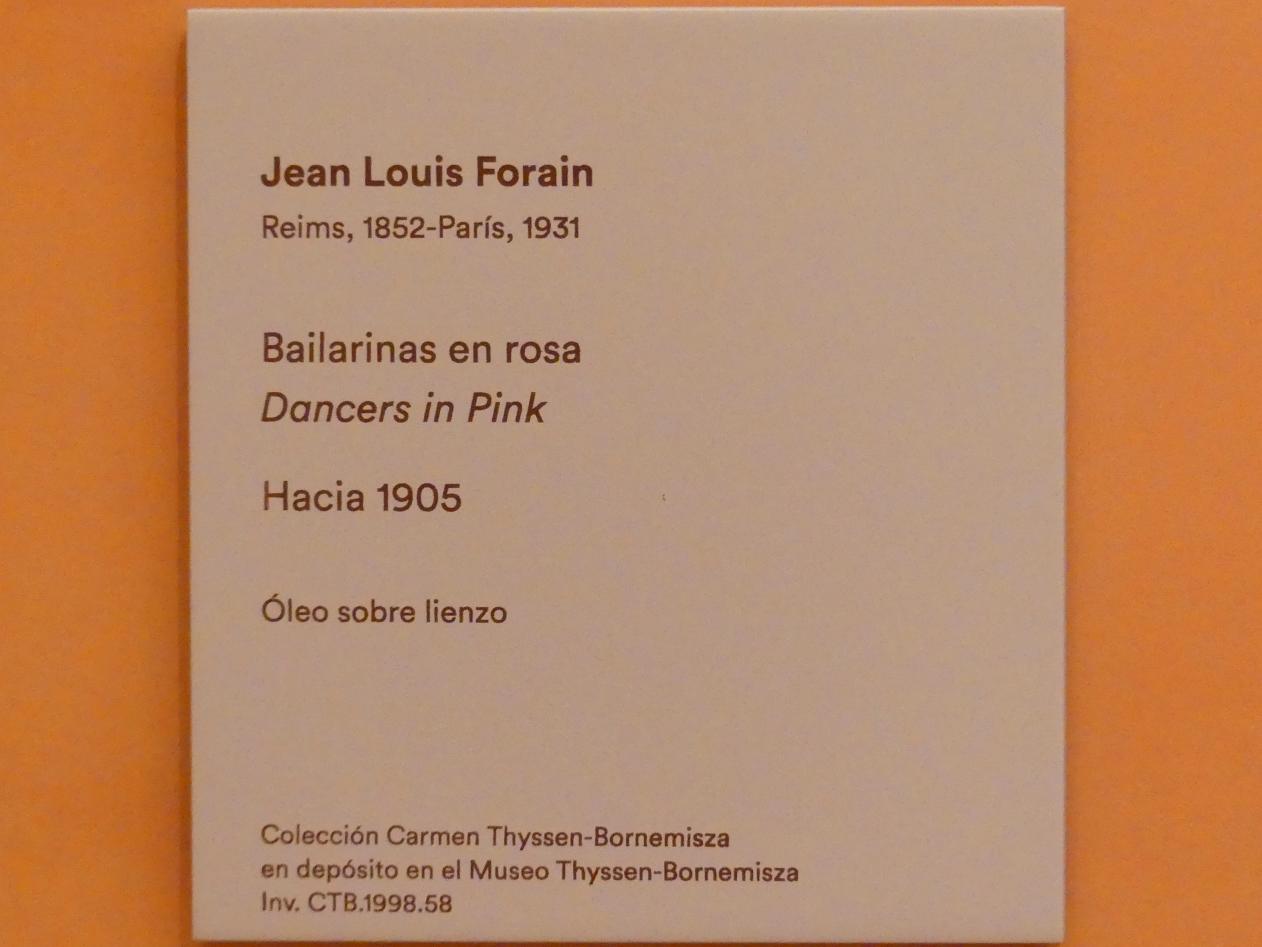 Jean Louis Forain
Reims, 1852-París, 1931
Bailarinas en rosa
Dancers in Pink
Hacia 1905
Óleo sobre lienzo
Colección Carmen Thyssen-Bornemisza
en depósito en el Museo Thyssen-Bornemisza
Inv. CTB.1998.58